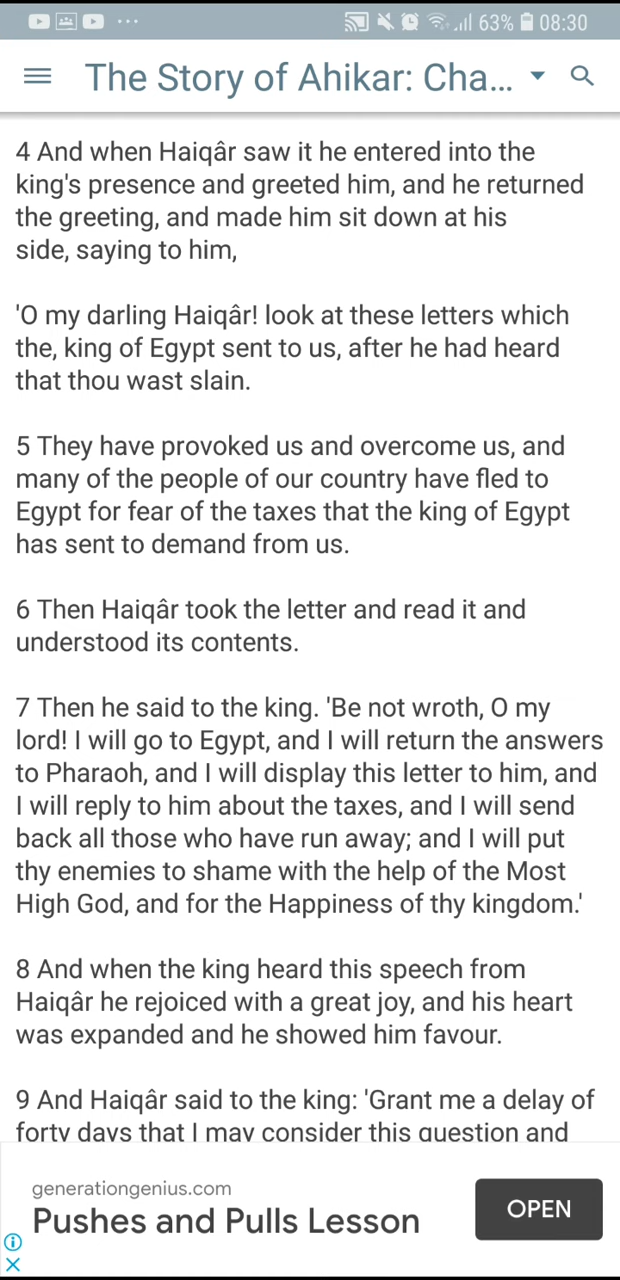 63% 08:30
The Story of Ahikar: Cha...
4 And when Haiqâr saw it he entered into the
king's presence and greeted him, and he returned
the greeting, and made him sit down at his
side, saying to him,
'O my darling Haiqâr! look at these letters which
the, king of Egypt sent to us, after he had heard
that thou wast slain.
5 They have provoked us and overcome us, and
many of the people of our country have fled to
Egypt for fear of the taxes that the king of Egypt
has sent to demand from us.
6 Then Haiqâr took the letter and read it and
understood its contents.
7 Then he said to the king. 'Be not wroth, O my
lord! I will go to Egypt, and I will return the answers
to Pharaoh, and I will display this letter to him, and
I will reply to him about the taxes, and I will send
back all those who have run away; and I will put
thy enemies to shame with the help of the Most
High God, and for the Happiness of thy kingdom.'
8 And when the king heard this speech from
Haiqâr he rejoiced with a great joy, and his heart
was expanded and he showed him favour.
9 And Haiqâr said to the king: 'Grant me a delay of
forty days that I may consider this question and
generationgenius.com
Pushes and Pulls Lesson
OPEN